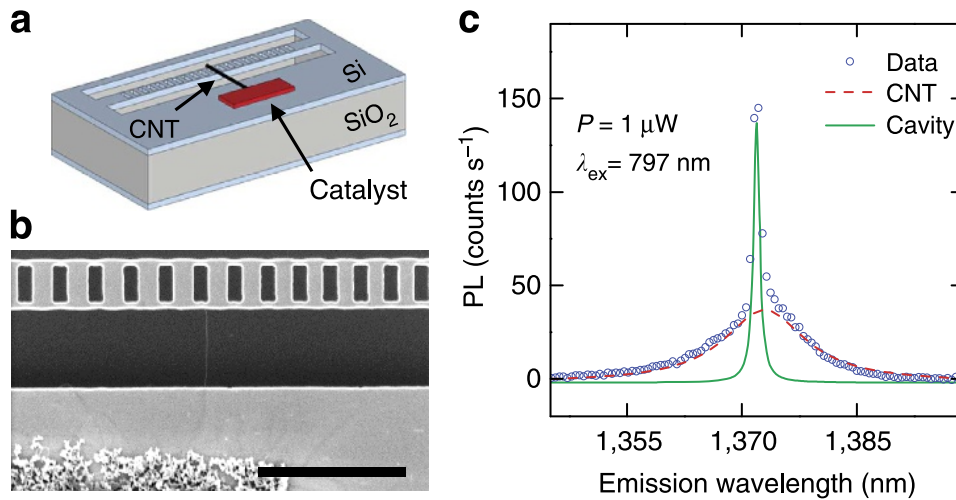 a
Si
CNT
SiO2
Catalyst
b
c
Data
CNT
Cavity
P = 1 μW
λex= 797 nm
150
100
50
0
PL (counts s−1)
1,355
1,370
1,385
Emission wavelength (nm)